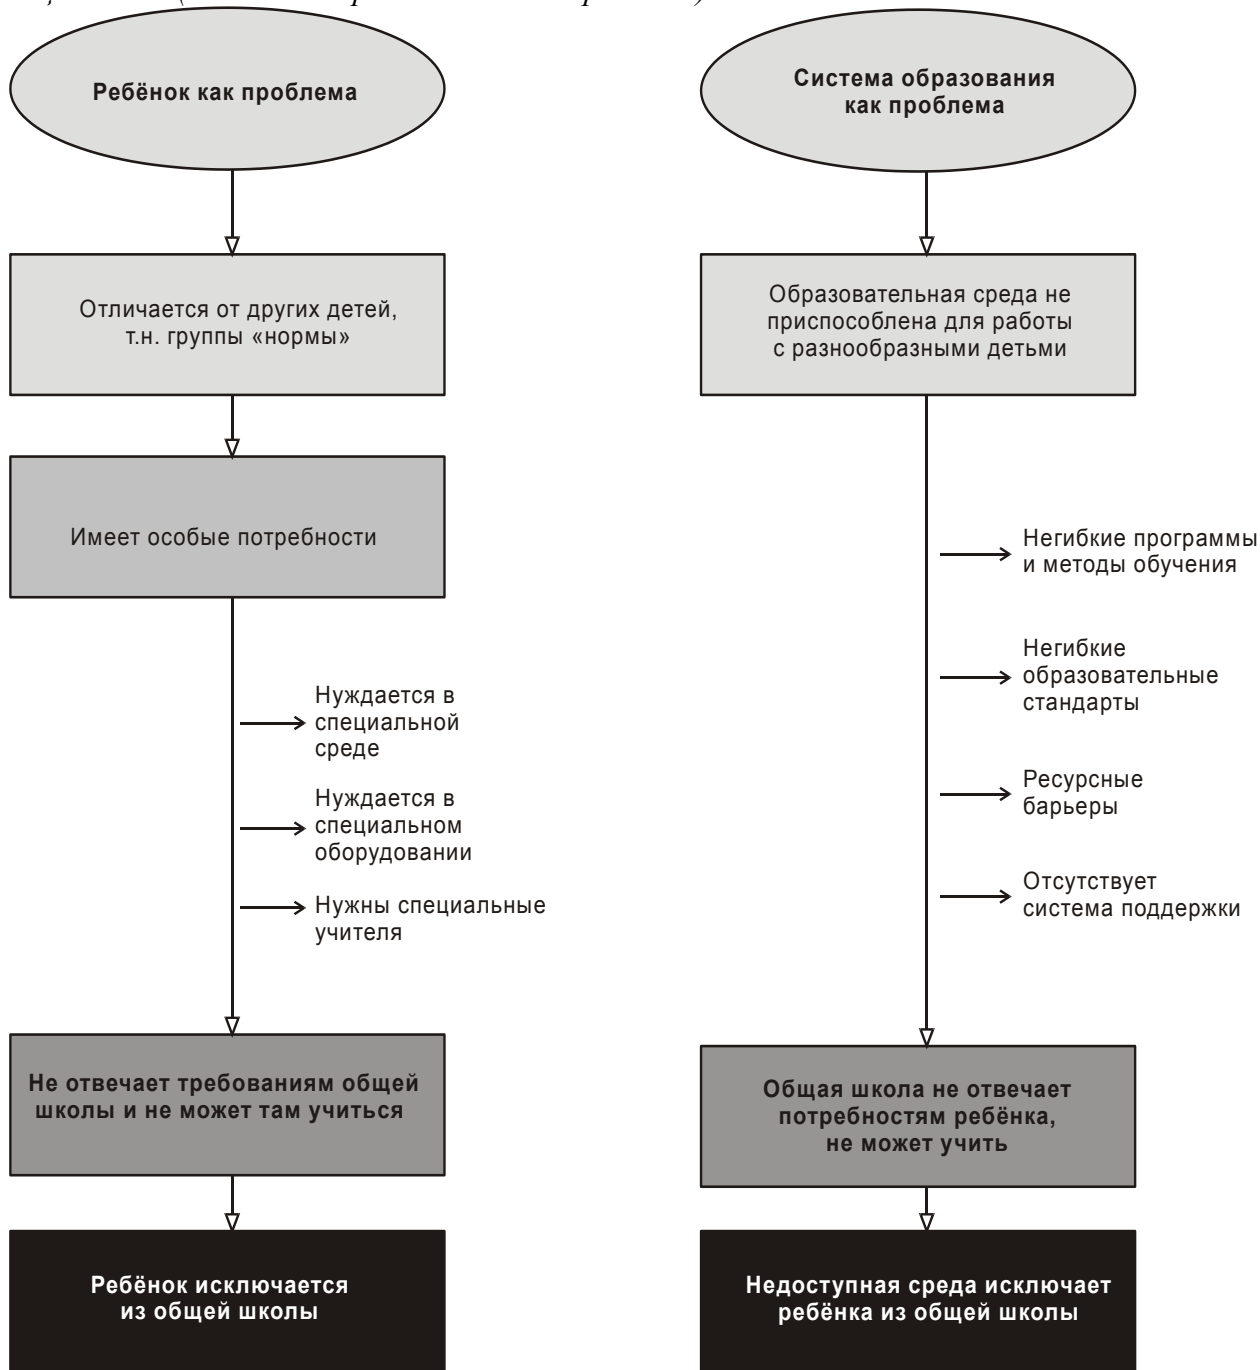 Ребёнок как проблема
Отличается от других детей,
т.н. группы «нормы»
Имеет особые потребности
Нуждается в
специальной
среде
Нуждается в
специальном
оборудовании
Нужны специальные
учителя
Не отвечает требованиям общей
школы и не может там учиться
Ребёнок исключается
из общей школы
Система образования
как проблема
Образовательная среда не
приспособлена для работы
с разнообразными детьми
Негибкие программы
и методы обучения
Негибкие
образовательные
стандарты
Ресурсные
барьеры
Отсутствует
система поддержки
Общая школа не отвечает
потребностям ребёнка,
не может учить
Недоступная среда исключает
ребёнка из общей школы